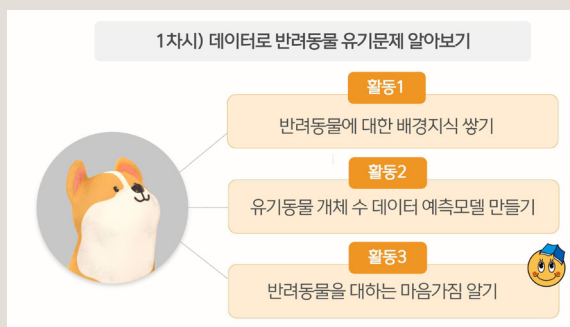 1차시) 데이터로 반려동물 유기문제 알아보기
활동1
반려동물에 대한 배경지식 쌓기
활동2
유기동물 개체 수 데이터 예측모델 만들기
활동3
반려동물을 대하는 마음가짐 알기